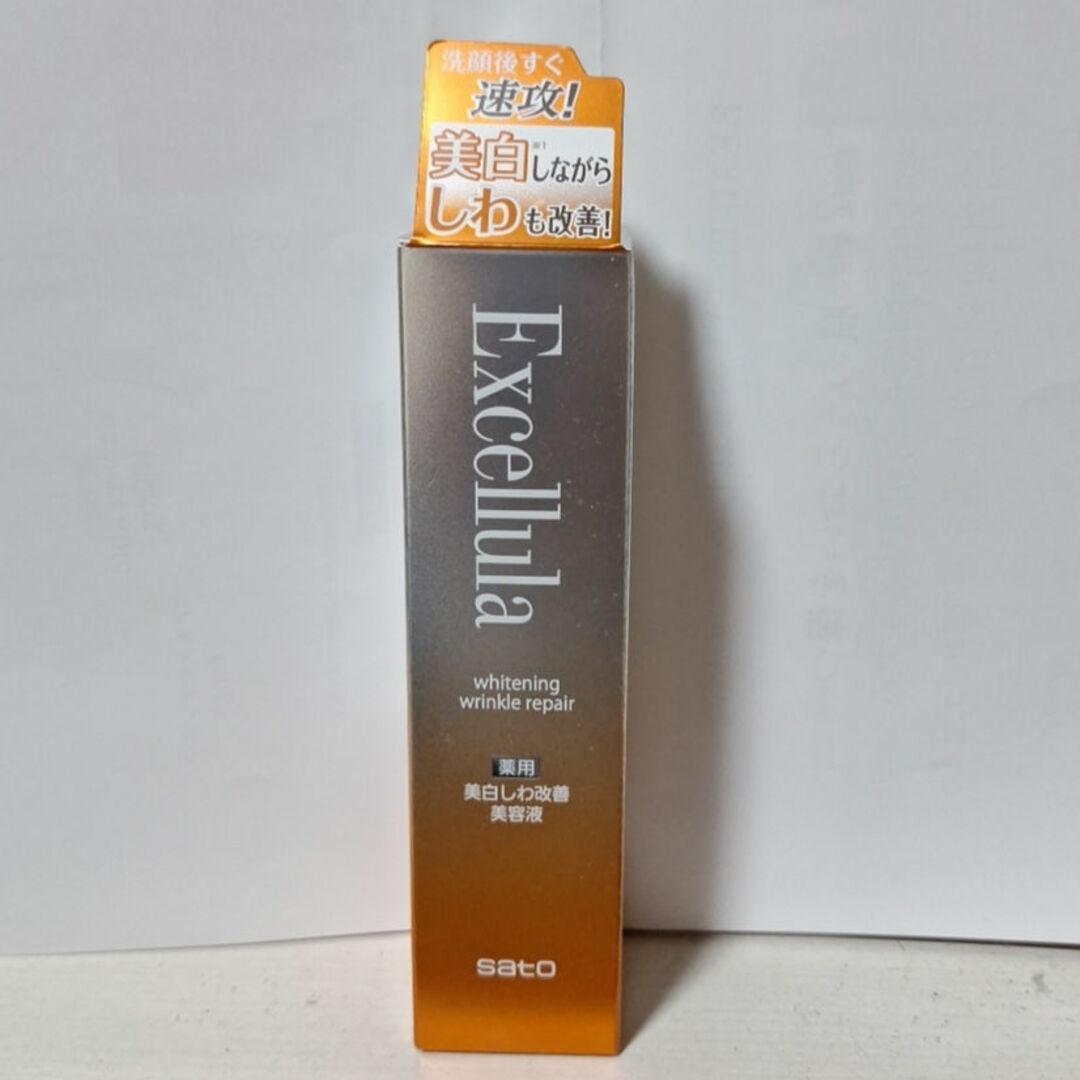 洗顔後すぐ
速攻!
美白※1しながら
しわも改善!
Excellula
whitening
wrinkle repair
薬用
美白しわ改善
美容液
sato